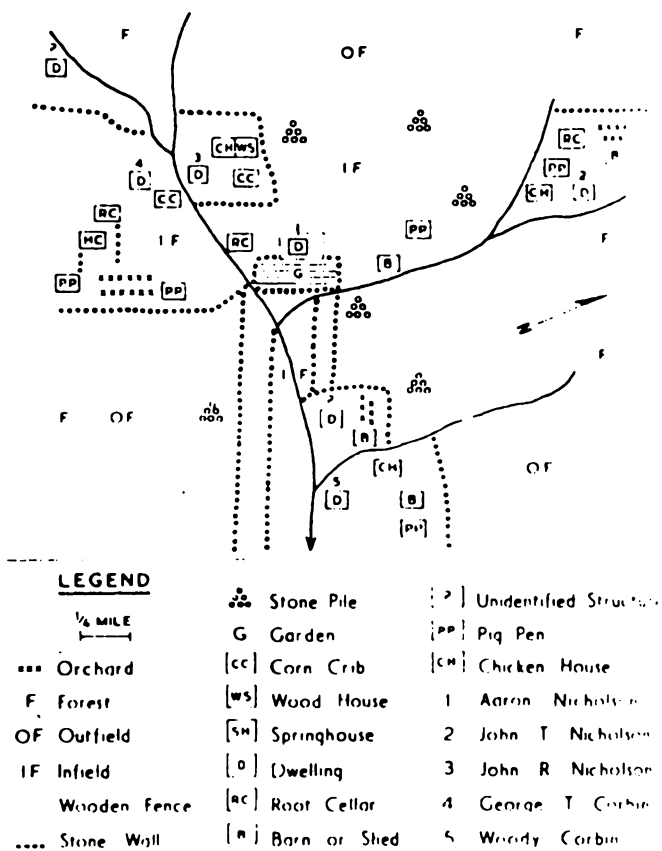 F
OF
F
?
[D]
CH WS
3
[D]
CC
IF
RC
PP
2
CH
[D]
4
[D]
CC
RC
HC
IF
RC
1
1
[D]
PP
[B]
F
PP
PP
G
N
F
IF
F
OF
?
[D]
[B]
[CH]
OF
5
[D]
[B]
[PP]
LEGEND
1/4 MILE
Orchard
F Forest
OF Outfield
IF Infield
Wooden Fence
Stone Wall
Stone Pile
G Garden
[CC] Corn Crib
[WS] Wood House
[SH] Springhouse
[D] Dwelling
[RC] Root Cellar
[B] Barn or Shed
[?] Unidentified Structure
[PP] Pig Pen
[CH] Chicken House
1 Aaron Nicholson
2 John T Nicholson
3 John R Nicholson
4 George T Corbin
5 Woody Corbin